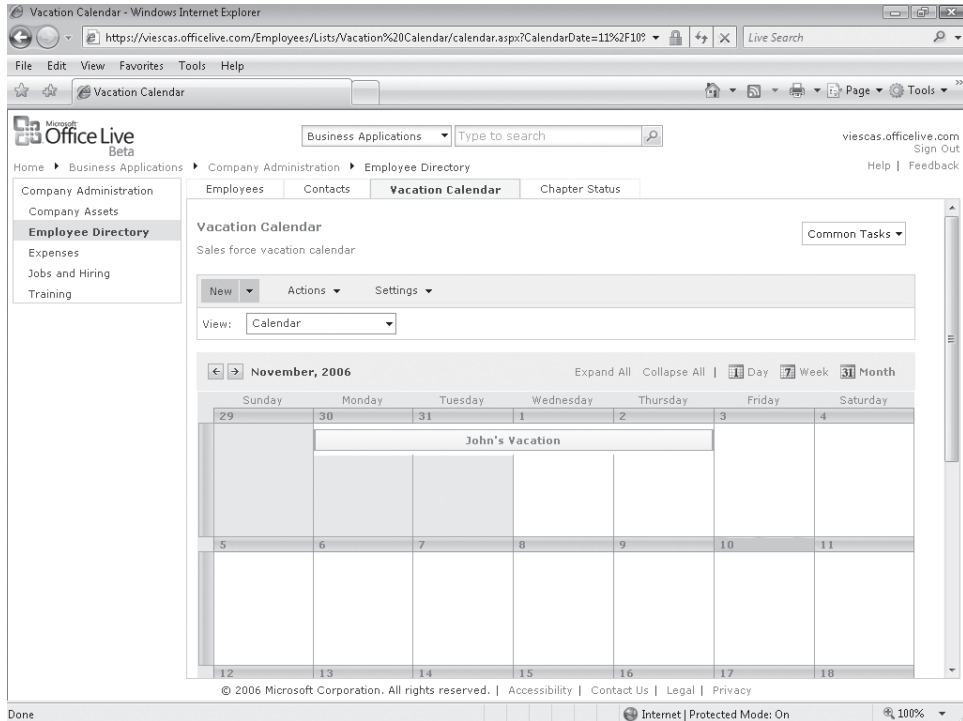 Vacation Calendar - Windows Internet Explorer
https://viescas.officelive.com/Employees/Lists/Vacation%20Calendar/calendar.aspx?CalendarDate=11%2F10%
Live Search
File Edit View Favorites Tools Help
Vacation Calendar
Page Tools
Microsoft
Office Live
Beta
Business Applications
Type to search
viescas.officelive.com
Sign Out
Home Business Applications Company Administration Employee Directory
Help | Feedback
Company Administration
Company Assets
Employee Directory
Expenses
Jobs and Hiring
Training
Employees Contacts Vacation Calendar Chapter Status
Vacation Calendar
Sales force vacation calendar
Common Tasks
New Actions Settings
View: Calendar
November, 2006
Expand All Collapse All | 1 Day 7 Week 31 Month
Sunday Monday Tuesday Wednesday Thursday Friday Saturday
29 30 31 1 2 3 4
John's Vacation
5 6 7 8 9 10 11
12 13 14 15 16 17 18
© 2006 Microsoft Corporation. All rights reserved. | Accessibility | Contact Us | Legal | Privacy
Done
Internet | Protected Mode: On
100%